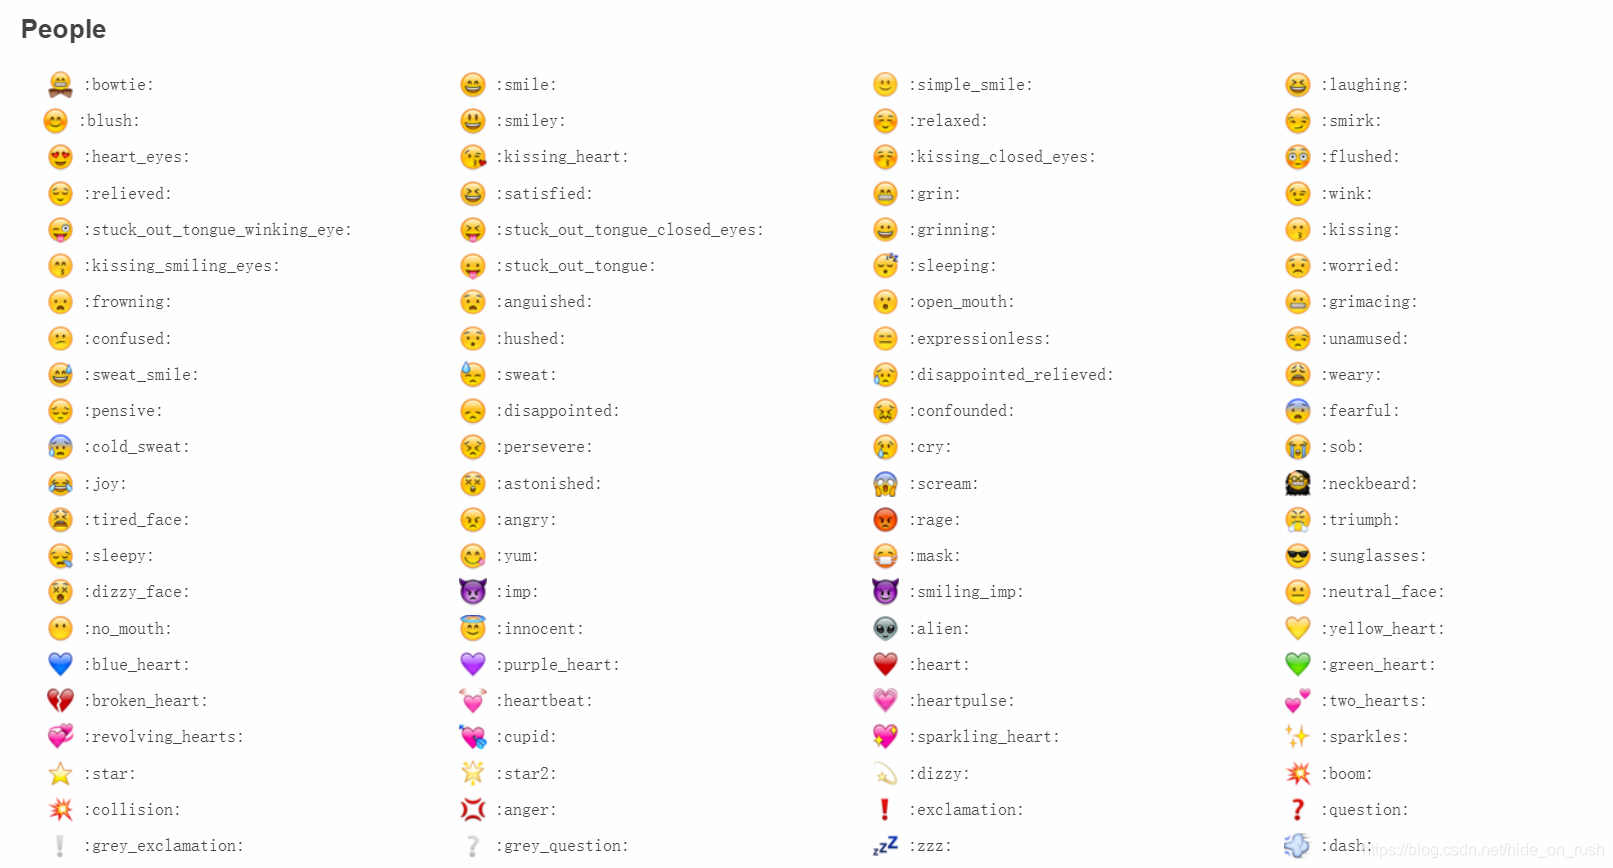 People
:bowtie: :smile: :simple_smile: :laughing:
:blush: :smiley: :relaxed: :smirk:
:heart_eyes: :kissing_heart: :kissing_closed_eyes: :flushed:
:relieved: :satisfied: :grin: :wink:
:stuck_out_tongue_winking_eye: :stuck_out_tongue_closed_eyes: :grinning: :kissing:
:kissing_smiling_eyes: :stuck_out_tongue: :sleeping: :worried:
:frowning: :anguished: :open_mouth: :grimacing:
:confused: :hushed: :expressionless: :unamused:
:sweat_smile: :sweat: :disappointed_relieved: :weary:
:pensive: :disappointed: :confounded: :fearful:
:cold_sweat: :persevere: :cry: :sob:
:joy: :astonished: :scream: :neckbeard:
:tired_face: :angry: :rage: :triumph:
:sleepy: :yum: :mask: :sunglasses:
:dizzy_face: :imp: :smiling_imp: :neutral_face:
:no_mouth: :innocent: :alien: :yellow_heart:
:blue_heart: :purple_heart: :heart: :green_heart:
:broken_heart: :heartbeat: :heartpulse: :two_hearts:
:revolving_hearts: :cupid: :sparkling_heart: :sparkles:
:star: :star2: :dizzy: :boom:
:collision: :anger: :exclamation: :question:
:grey_exclamation: :grey_question: :zzz: :dash:
https://blog.csdn.net/hide_on_rush